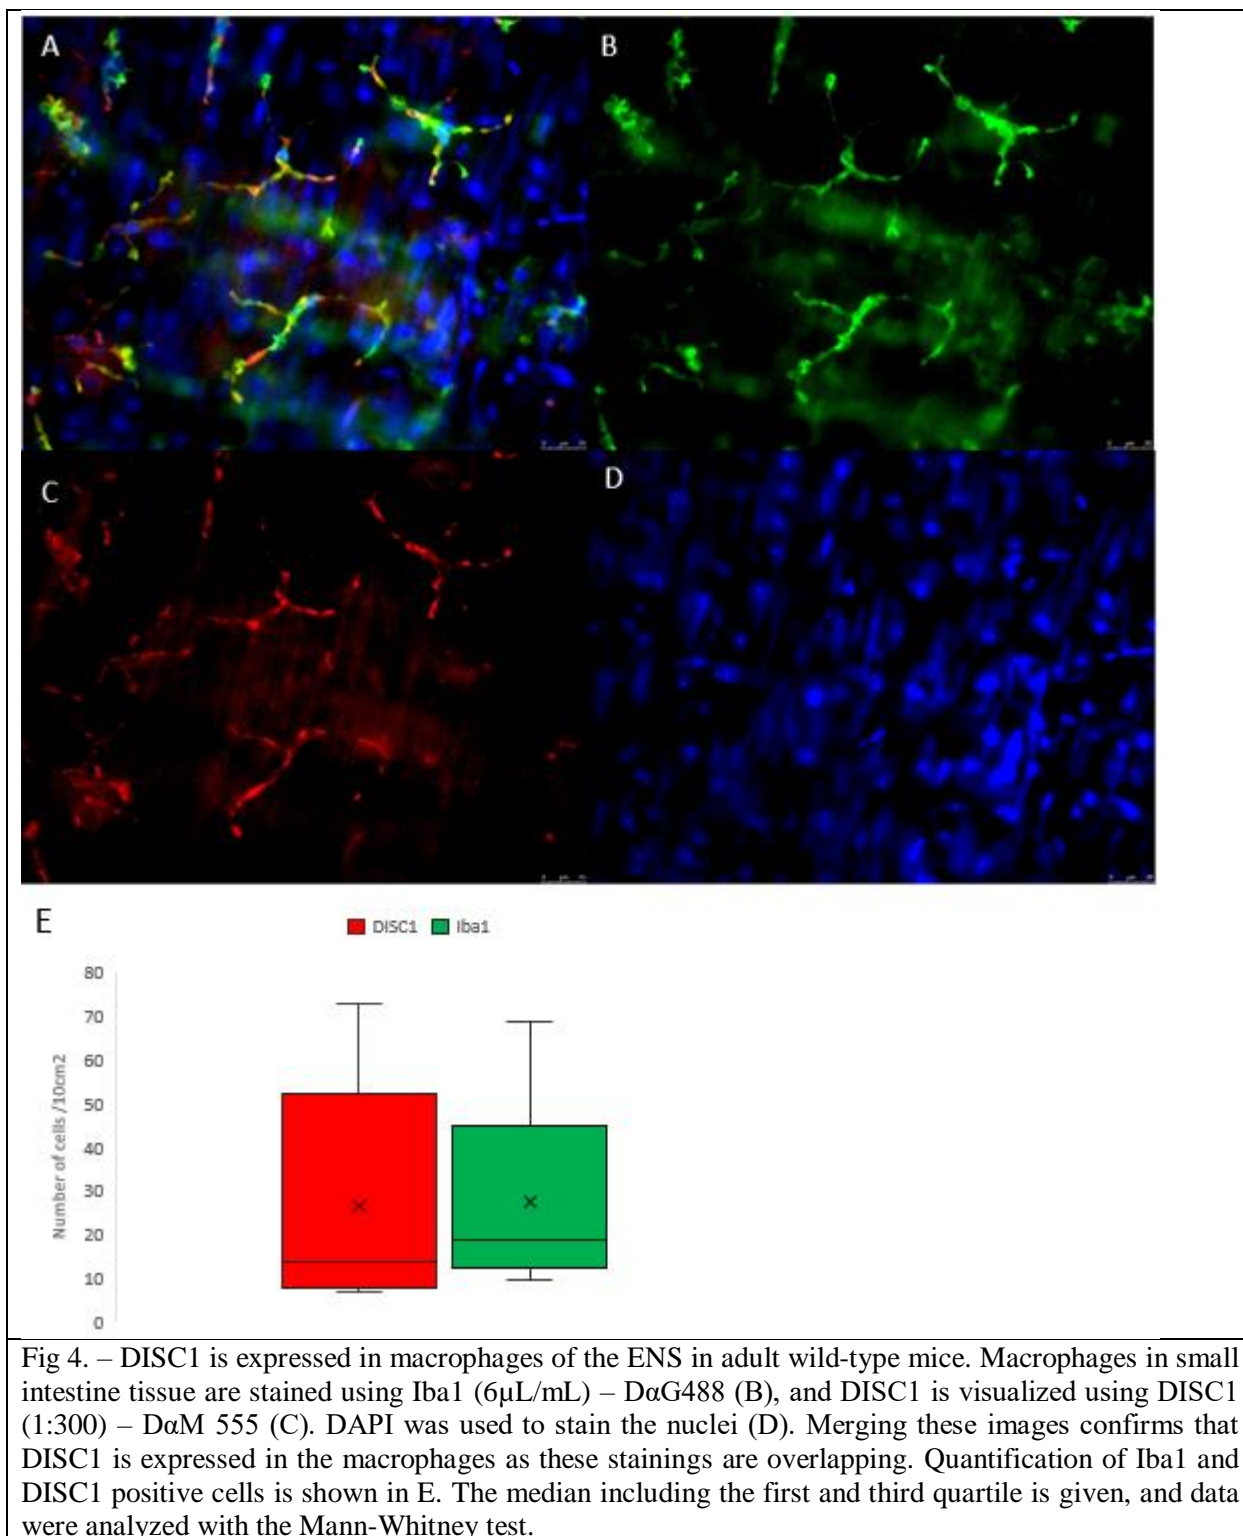 A
B
C
D
E
DISC1 Iba1
80
70
60
50
40
30
20
10
0
Number of cells /10cm2
Fig 4. – DISC1 is expressed in macrophages of the ENS in adult wild-type mice. Macrophages in small
intestine tissue are stained using Iba1 (6µL/mL) – DαG488 (B), and DISC1 is visualized using DISC1
(1:300) – DαM 555 (C). DAPI was used to stain the nuclei (D). Merging these images confirms that
DISC1 is expressed in the macrophages as these stainings are overlapping. Quantification of Iba1 and
DISC1 positive cells is shown in E. The median including the first and third quartile is given, and data
were analyzed with the Mann-Whitney test.